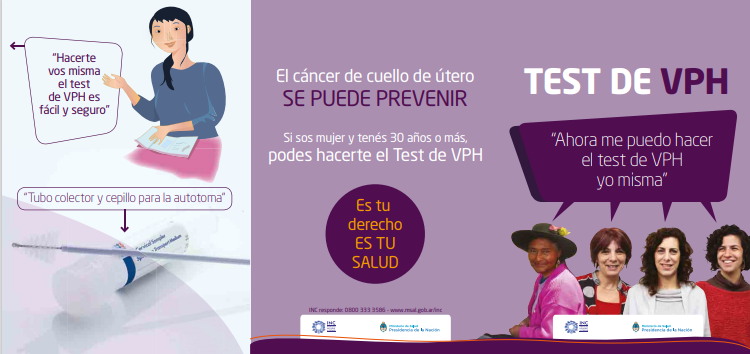 "Hacerte
vos misma
el test
de VPH es
fácil y seguro"
"Tubo colector y cepillo para la autotoma"
Cervical Sampler
El cáncer de cuello de útero
SE PUEDE PREVENIR
Si sos mujer y tenés 30 años o más,
podes hacerte el Test de VPH
Es tu
derecho
ES TU
SALUD
INC responde: 0800 333 3586 - www.msal.gob.ar/inc
INC
Ministerio de Salud
Presidencia de la Nación
TEST DE VPH
"Ahora me puedo hacer
el test de VPH
yo misma"
INC
Ministerio de Salud
Presidencia de la Nación